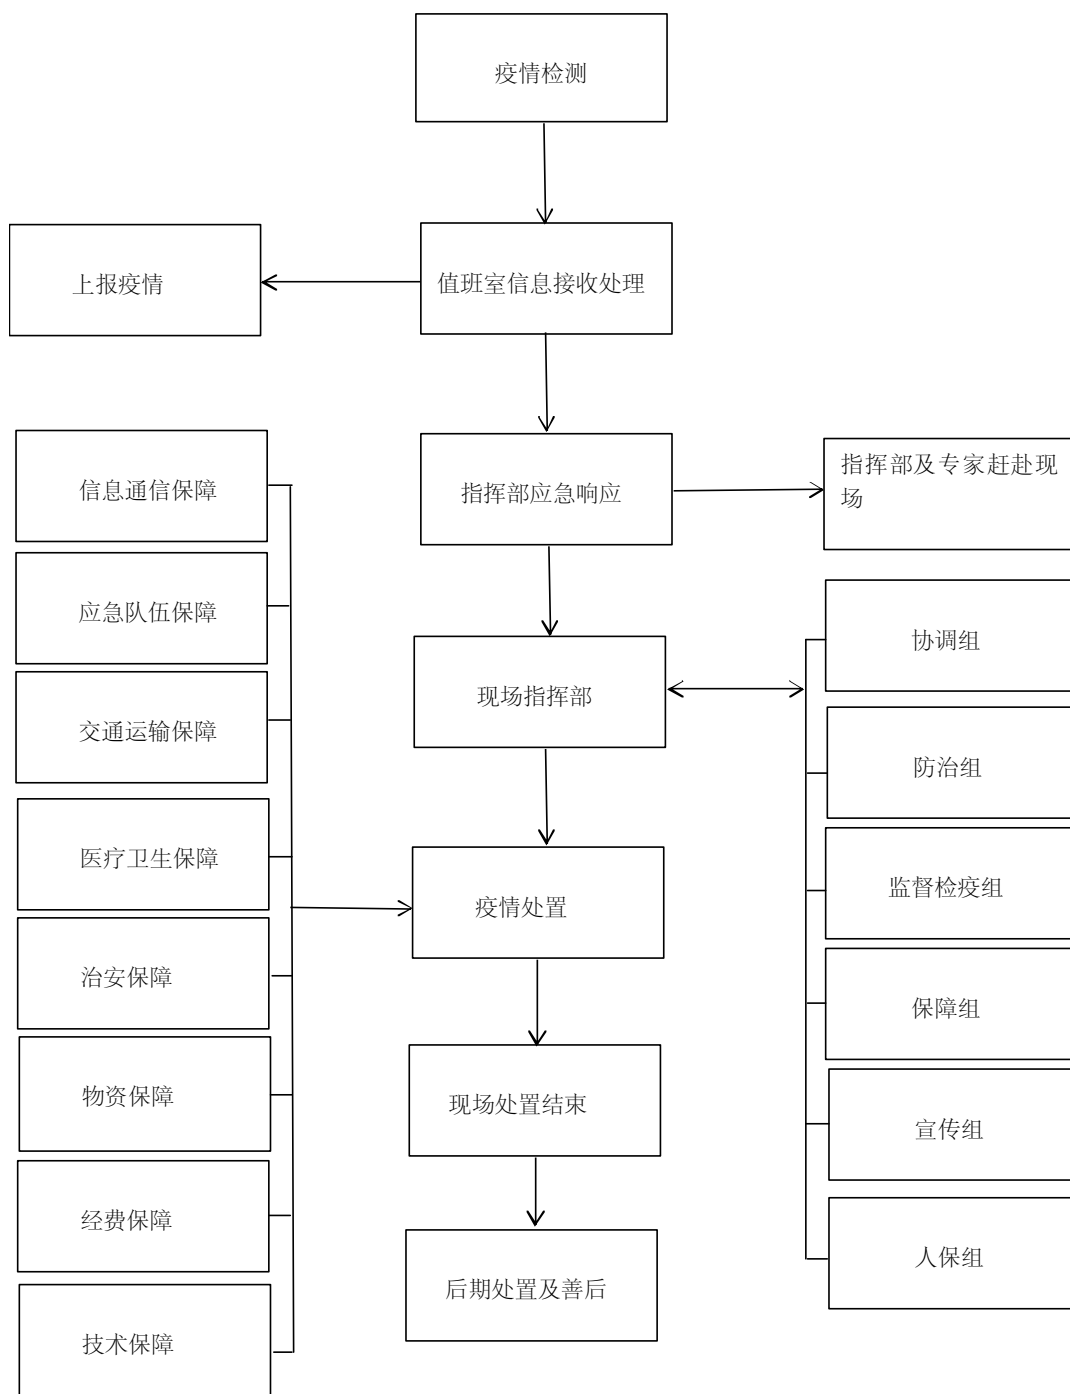 疫情检测
上报疫情
值班室信息接收处理
信息通信保障
指挥部应急响应
指挥部及专家赶赴现
场
应急队伍保障
现场指挥部
协调组
交通运输保障
防治组
医疗卫生保障
疫情处置
监督检疫组
治安保障
保障组
物资保障
现场处置结束
宣传组
经费保障
后期处置及善后
人保组
技术保障